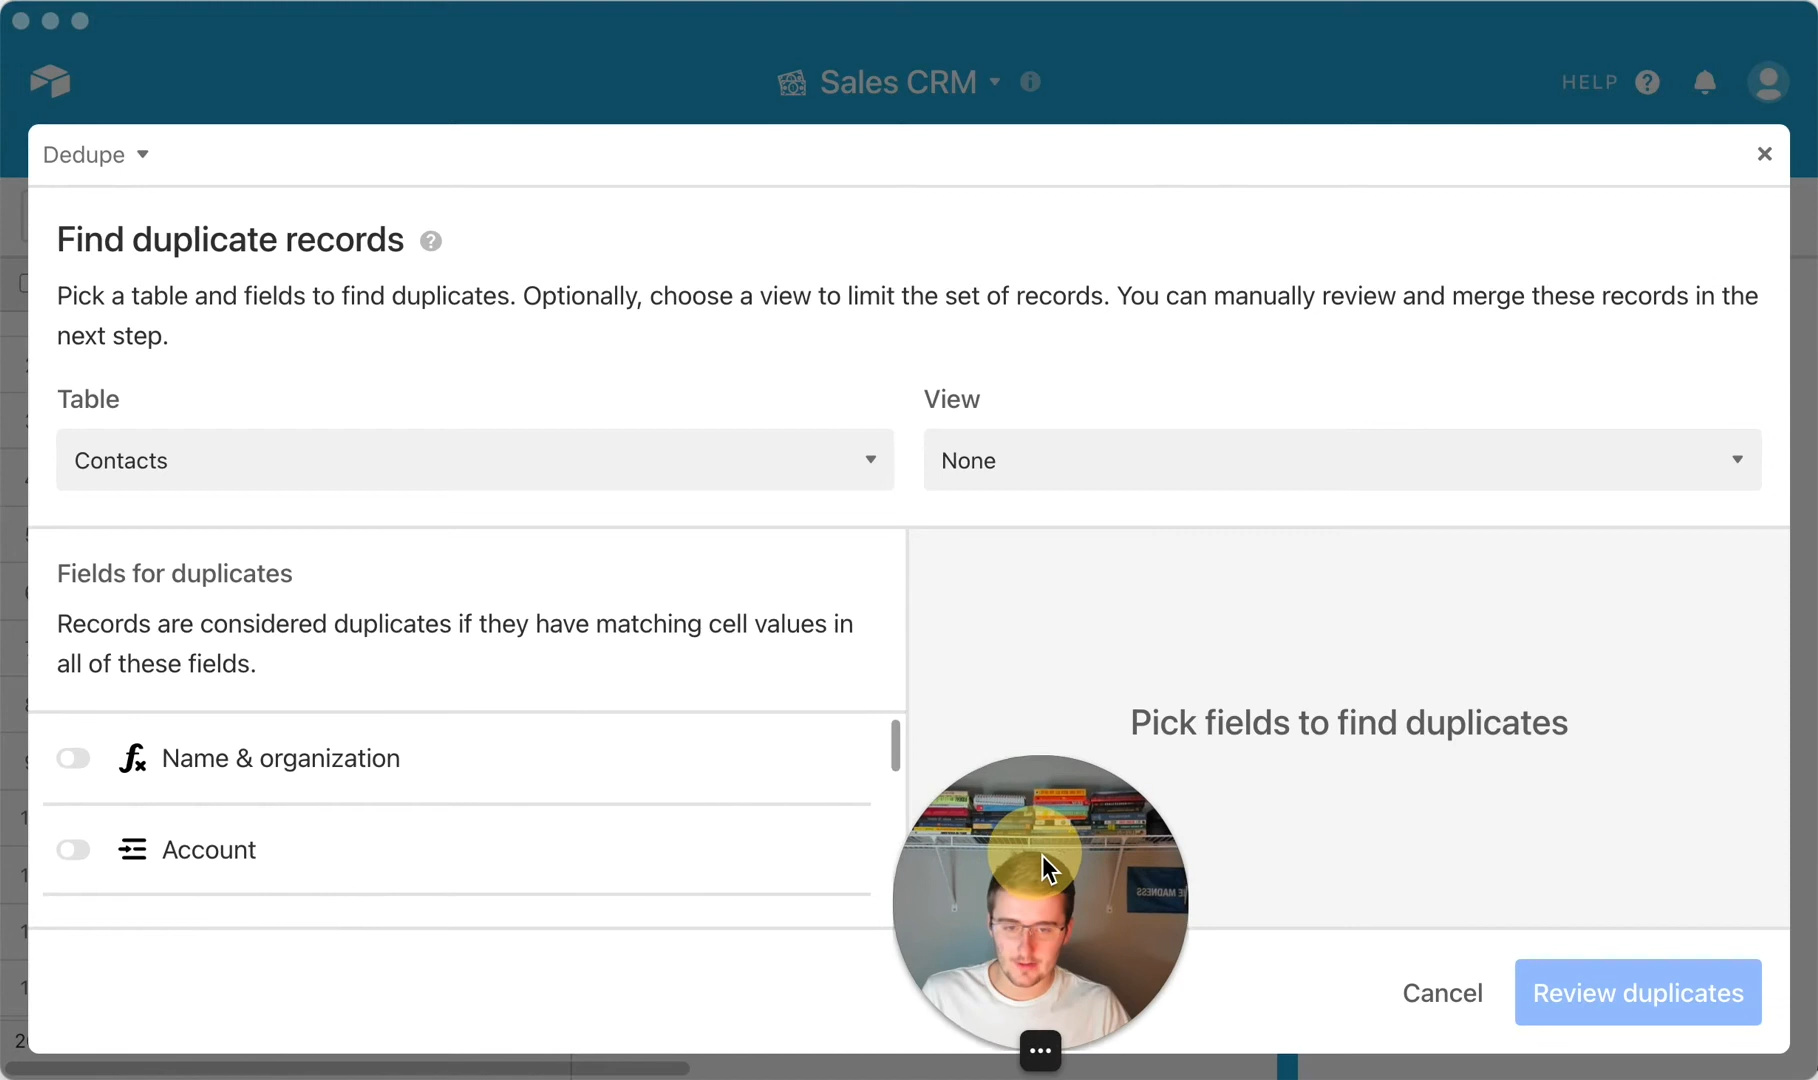 Sales CRM
HELP
Dedupe
Find duplicate records
Pick a table and fields to find duplicates. Optionally, choose a view to limit the set of records. You can manually review and merge these records in the
next step.
Table
View
Contacts
None
Fields for duplicates
Records are considered duplicates if they have matching cell values in
all of these fields.
Pick fields to find duplicates
Name & organization
Account
Cancel
Review duplicates